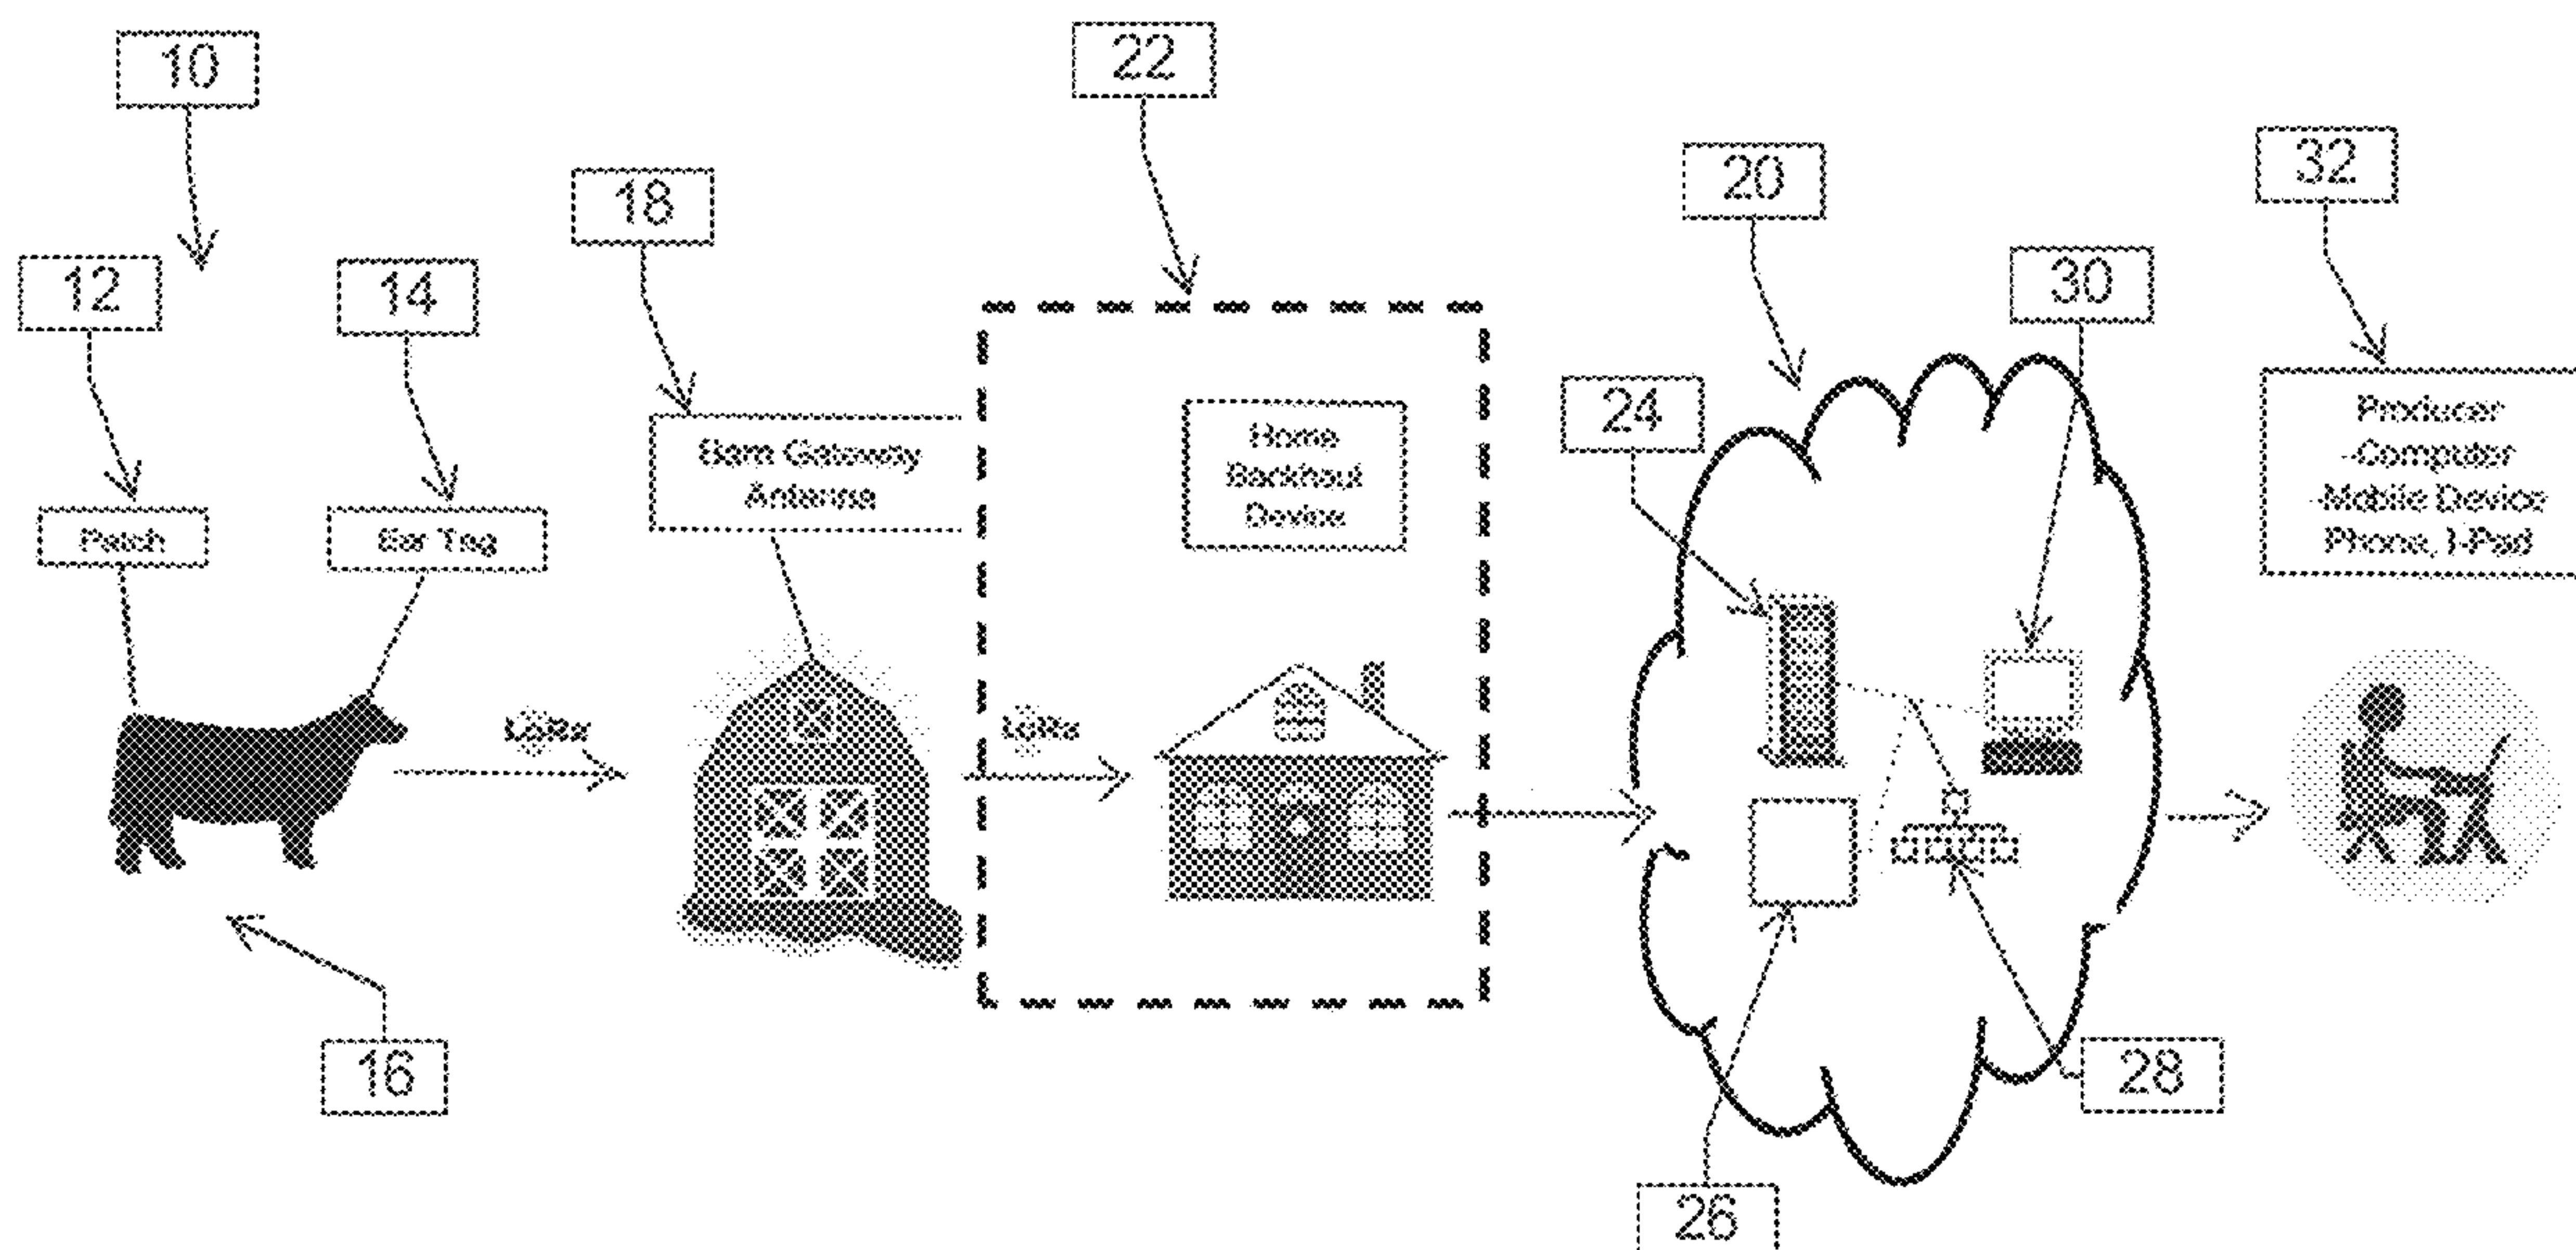 10
22
18
20
32
12
14
30
24
Barn Gateway
Antenna
Home
Backhaul
Device
Producer
-Computer
-Mobile Device
Phone, I-Pad
Patch
Ear Tag
LoRa
LoRa
16
28
26